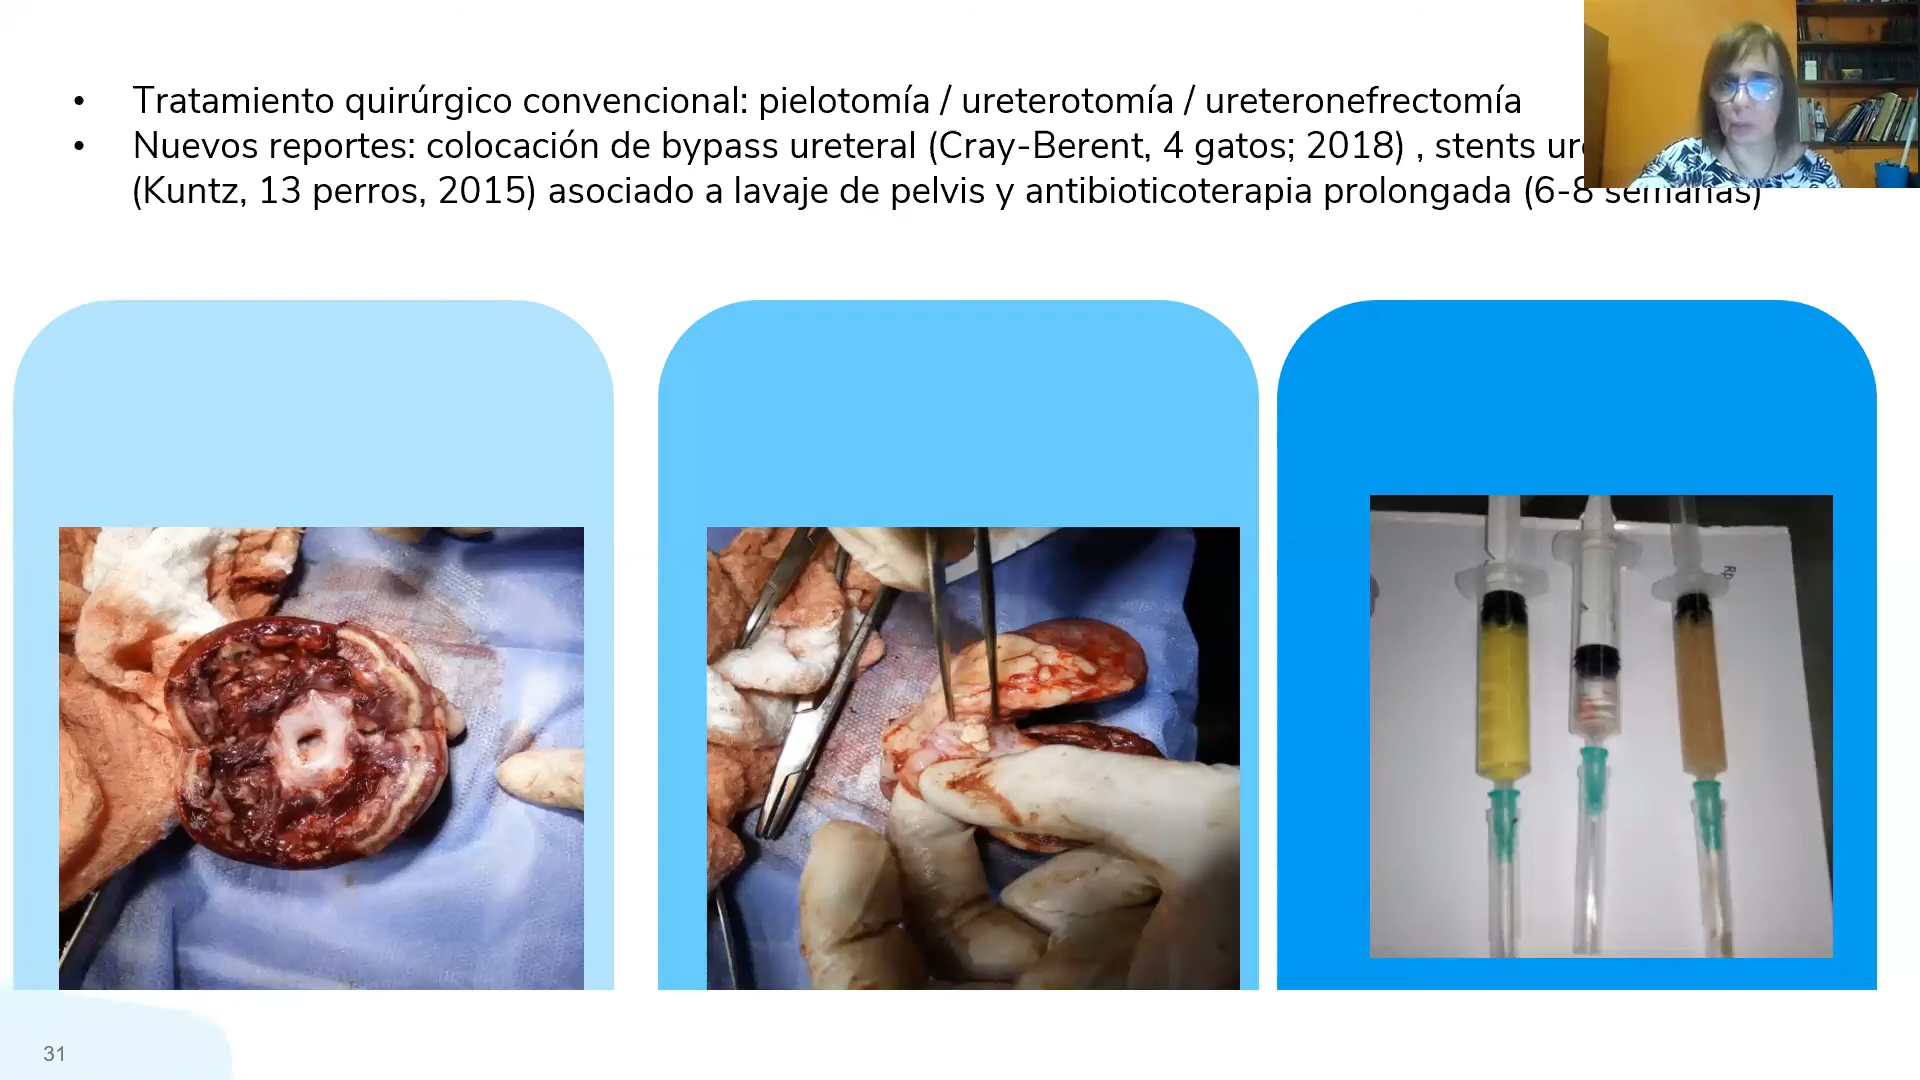 • Tratamiento quirúrgico convencional: pielotomía / ureterotomía / ureteronefrectomía
• Nuevos reportes: colocación de bypass ureteral (Cray-Berent, 4 gatos; 2018) , stents
(Kuntz, 13 perros, 2015) asociado a lavaje de pelvis y antibioticoterapia prolongada (6-8 semanas)
Rp
31